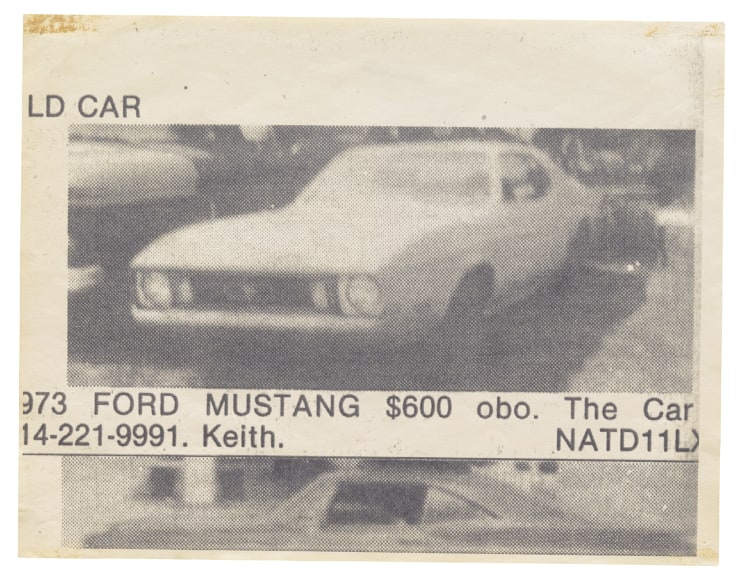 LD CAR
973 FORD MUSTANG $600 obo. The Car
14-221-9991. Keith. NATD11LX